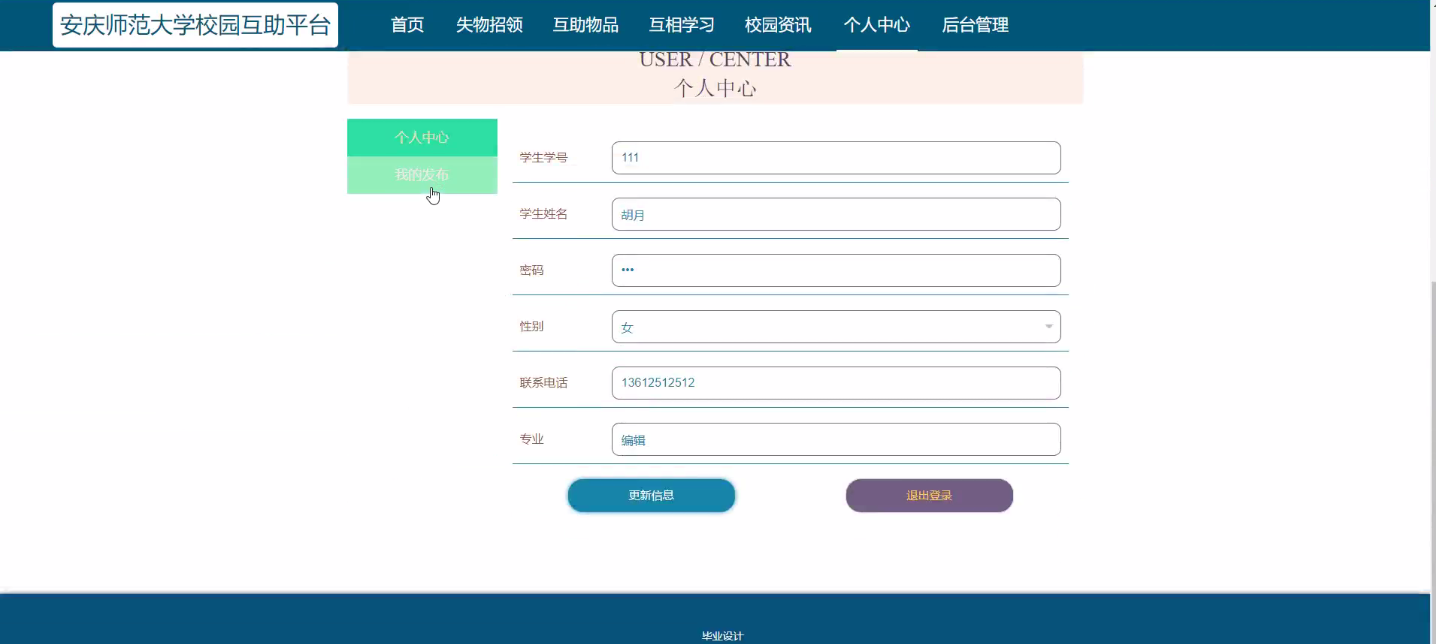 安庆师范大学校园互助平台 首页 失物招领 互助物品 互相学习 校园资讯 个人中心 后台管理
USER / CENTER
个人中心
个人中心
我的发布
学生学号 111
学生姓名 胡月
密码 •••
性别 女
联系电话 13612512512
专业 编辑
更新信息 退出登录
毕业设计